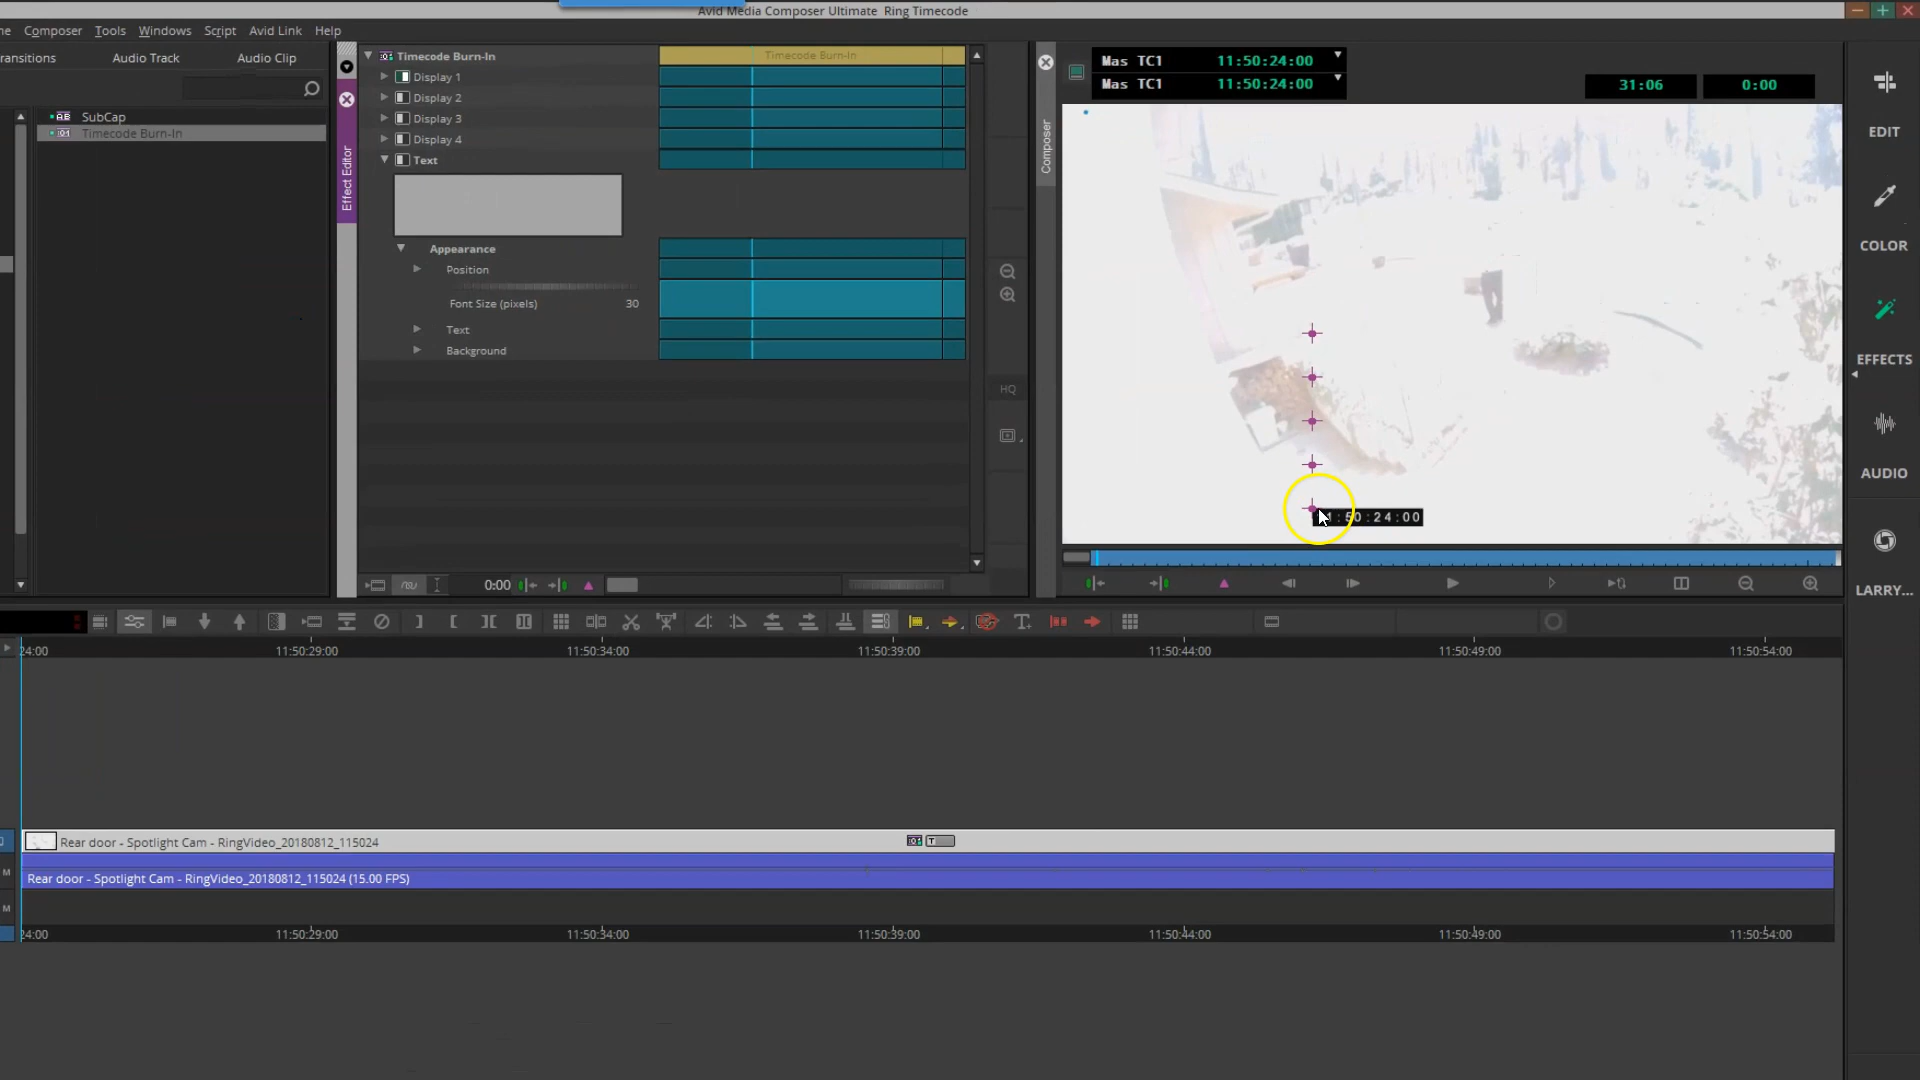 Avid Media Composer Ultimate Ring Timecode
Composer Tools Windows Script Avid Link Help
Audio Track Audio Clip
SubCap
Timecode Burn-In
Effect Editor
Timecode Burn-In
Display 1
Display 2
Display 3
Display 4
Text
Appearance
Position
Font Size (pixels) 30
Text
Background
Timecode Burn-In
HQ
0:00
Composer
Mas TC1 11:50:24:00
Mas TC1 11:50:24:00
31:06 0:00
EDIT
COLOR
EFFECTS
AUDIO
LARRY...
24:00 11:50:29:00 11:50:34:00 11:50:39:00 11:50:44:00 11:50:49:00 11:50:54:00
Rear door - Spotlight Cam - RingVideo_20180812_115024
Rear door - Spotlight Cam - RingVideo_20180812_115024 (15.00 FPS)
M
M
24:00 11:50:29:00 11:50:34:00 11:50:39:00 11:50:44:00 11:50:49:00 11:50:54:00